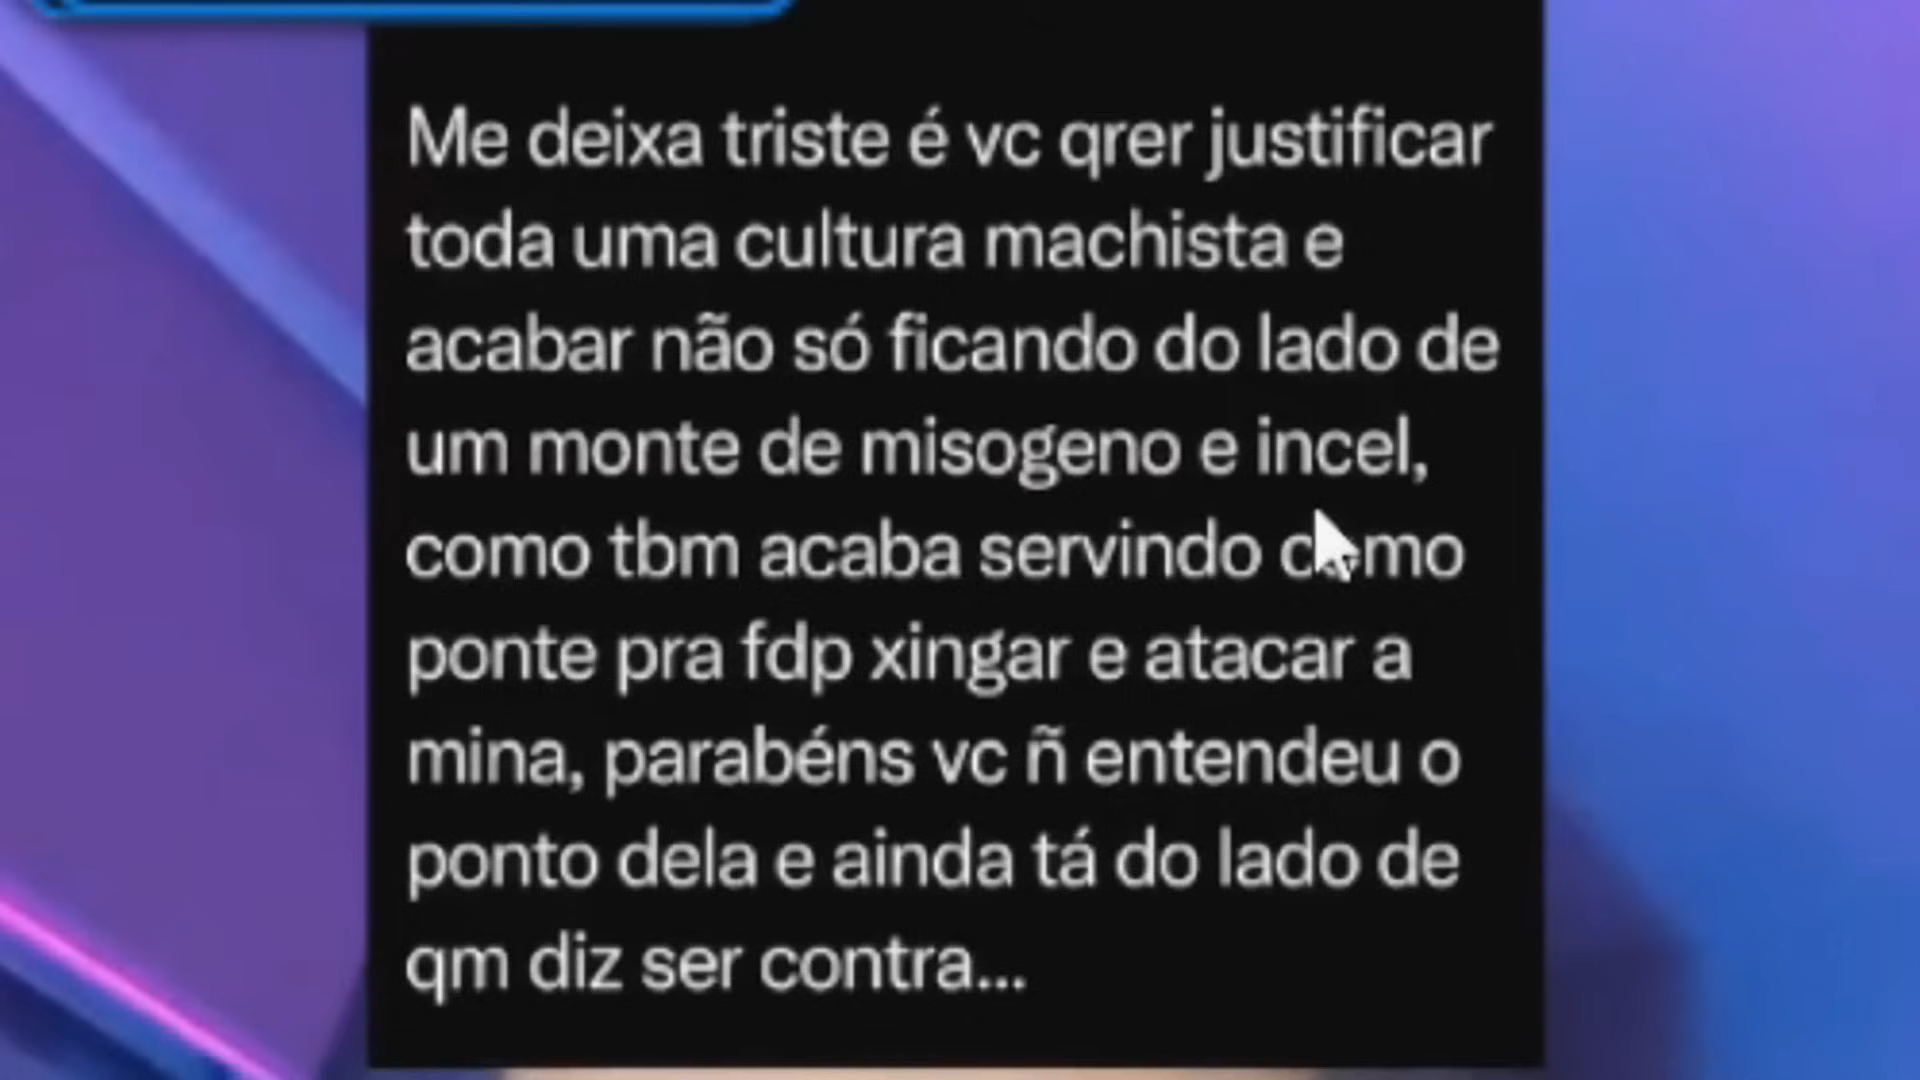 Me deixa triste é vc qrer justificar
toda uma cultura machista e
acabar não só ficando do lado de
um monte de misogeno e incel,
como tbm acaba servindo como
ponte pra fdp xingar e atacar a
mina, parabéns vc ñ entendeu o
ponto dela e ainda tá do lado de
qm diz ser contra...